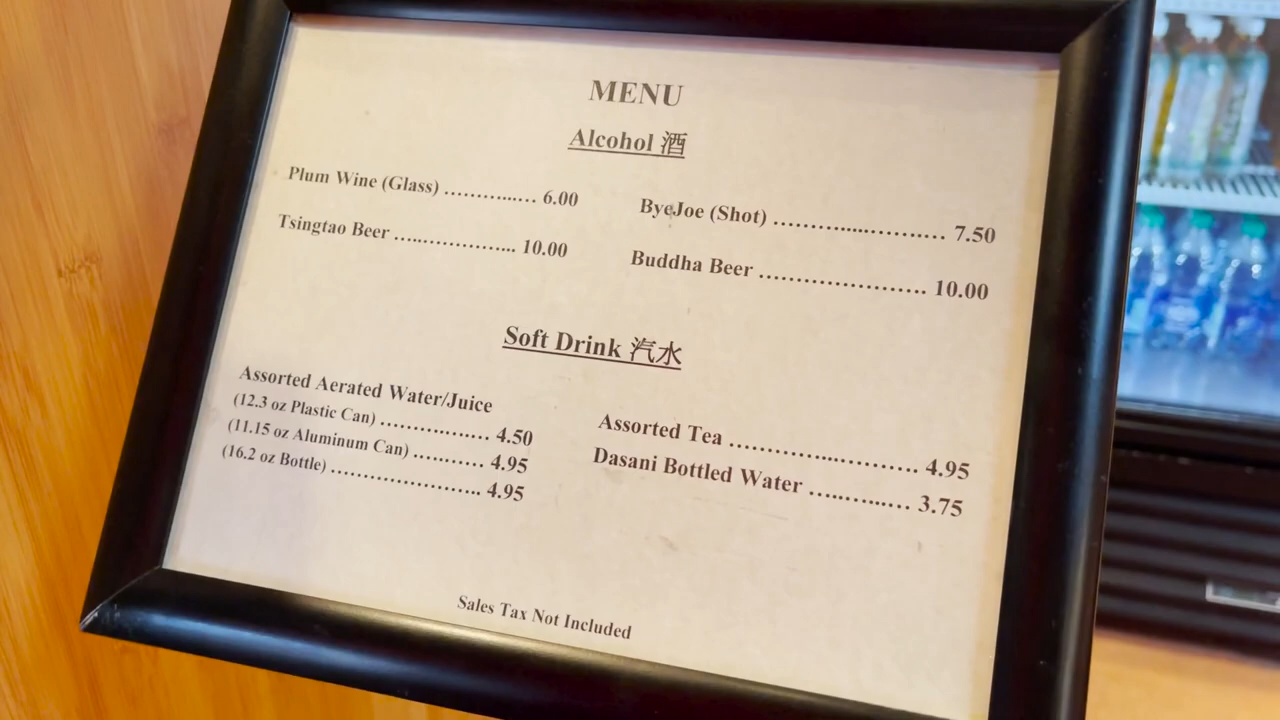 MENU
Alcohol 酒
Plum Wine (Glass) ................ 6.00
Tsingtao Beer ...................... 10.00
ByeJoe (Shot) ............................. 7.50
Buddha Beer ............................. 10.00
Soft Drink 汽水
Assorted Aerated Water/Juice
(12.3 oz Plastic Can) ................... 4.50
(11.15 oz Aluminum Can) ............ 4.95
(16.2 oz Bottle) .......................... 4.95
Assorted Tea ................................ 4.95
Dasani Bottled Water ................. 3.75
Sales Tax Not Included